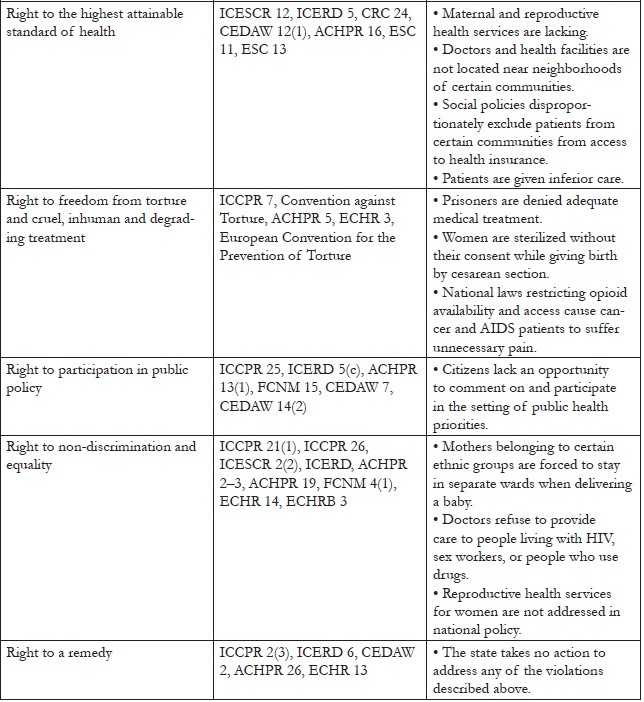 Right to the highest attainable
standard of health
ICESCR 12, ICERD 5, CRC 24,
CEDAW 12(1), ACHPR 16, ESC
11, ESC 13
• Maternal and reproductive
health services are lacking.
• Doctors and health facilities are
not located near neighborhoods
of certain communities.
• Social policies dispropor-
tionately exclude patients from
certain communities from access
to health insurance.
• Patients are given inferior care.
Right to freedom from torture
and cruel, inhuman and degrad-
ing treatment
ICCPR 7, Convention against
Torture, ACHPR 5, ECHR 3,
European Convention for the
Prevention of Torture
• Prisoners are denied adequate
medical treatment.
• Women are sterilized without
their consent while giving birth
by cesarean section.
• National laws restricting opioid
availability and access cause can-
cer and AIDS patients to suffer
unnecessary pain.
Right to participation in public
policy
ICCPR 25, ICERD 5(c), ACHPR
13(1), FCNM 15, CEDAW 7,
CEDAW 14(2)
• Citizens lack an opportunity
to comment on and participate
in the setting of public health
priorities.
Right to non-discrimination and
equality
ICCPR 21(1), ICCPR 26,
ICESCR 2(2), ICERD, ACHPR
2–3, ACHPR 19, FCNM 4(1),
ECHR 14, ECHRB 3
• Mothers belonging to certain
ethnic groups are forced to stay
in separate wards when delivering
a baby.
• Doctors refuse to provide
care to people living with HIV,
sex workers, or people who use
drugs.
• Reproductive health services
for women are not addressed in
national policy.
Right to a remedy
ICCPR 2(3), ICERD 6, CEDAW
2, ACHPR 26, ECHR 13
• The state takes no action to
address any of the violations
described above.